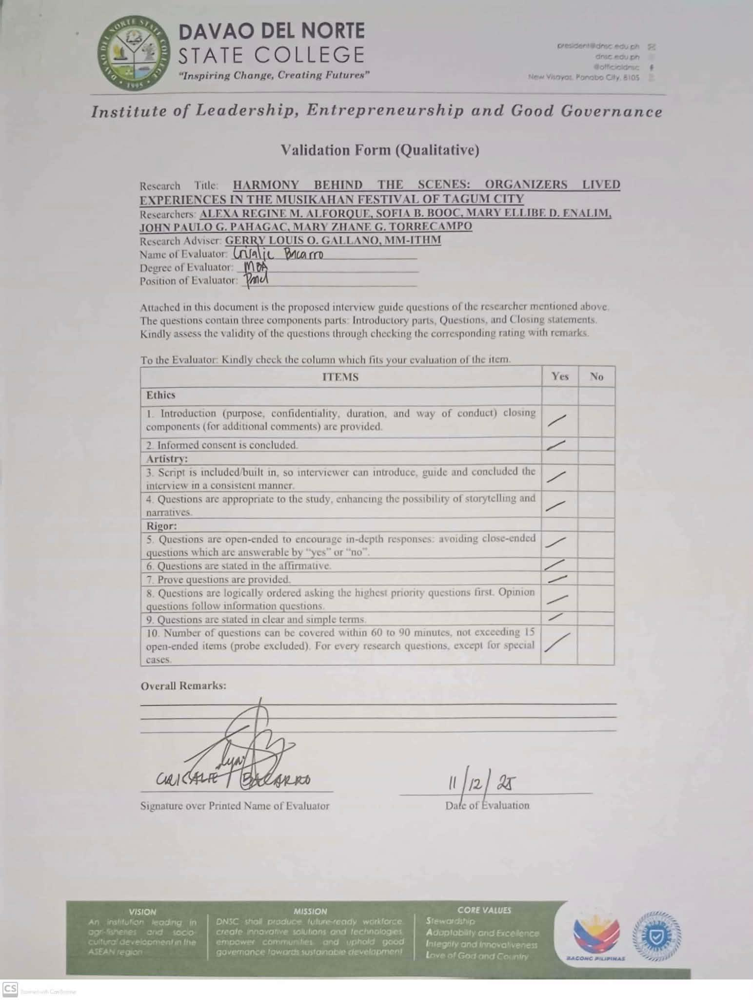 DAVAO DEL NORTE STATE COLLEGE
1995
DAVAO DEL NORTE
STATE COLLEGE
"Inspiring Change, Creating Futures"
president@dnsc.edu.ph
dnsc.edu.ph
@officialdnsc
New Visayas, Panabo City, 8105
Institute of Leadership, Entrepreneurship and Good Governance
Validation Form (Qualitative)
Research Title: HARMONY BEHIND THE SCENES: ORGANIZERS LIVED
EXPERIENCES IN THE MUSIKAHAN FESTIVAL OF TAGUM CITY
Researchers: ALEXA REGINE M. ALFORQUE, SOFIA B. BOOC, MARY ELLIBE D. ENALIM,
JOHN PAULO G. PAHAGAC, MARY ZHANE G. TORRECAMPO
Research Adviser: GERRY LOUIS O. GALLANO, MM-ITHM
Name of Evaluator: Crisalie Bacarro
Degree of Evaluator: MBA
Position of Evaluator: Panel
Attached in this document is the proposed interview guide questions of the researcher mentioned above.
The questions contain three components parts: Introductory parts, Questions, and Closing statements.
Kindly assess the validity of the questions through checking the corresponding rating with remarks.
To the Evaluator: Kindly check the column which fits your evaluation of the item.
ITEMS Yes No
Ethics
1. Introduction (purpose, confidentiality, duration, and way of conduct) closing
components (for additional comments) are provided.
2. Informed consent is concluded.
Artistry:
3. Script is included/built in, so interviewer can introduce, guide and concluded the
interview in a consistent manner.
4. Questions are appropriate to the study, enhancing the possibility of storytelling and
narratives.
Rigor:
5. Questions are open-ended to encourage in-depth responses: avoiding close-ended
questions which are answerable by "yes" or "no".
6. Questions are stated in the affirmative.
7. Prove questions are provided.
8. Questions are logically ordered asking the highest priority questions first. Opinion
questions follow information questions.
9. Questions are stated in clear and simple terms.
10. Number of questions can be covered within 60 to 90 minutes, not exceeding 15
open-ended items (probe excluded). For every research questions, except for special
cases.
Overall Remarks:
CRISALIE BACARRO
11/12/25
Signature over Printed Name of Evaluator
Date of Evaluation
VISION
An institution leading in
agri-fisheries and socio-
cultural development in the
ASEAN region
MISSION
DNSC shall produce future-ready workforce,
create innovative solutions and technologies,
empower communities, and uphold good
governance towards sustainable development
CORE VALUES
Stewardship
Adaptability and Excellence
Integrity and Innovativeness
Love of God and Country
BAGONG PILIPINAS
CS Scanned with CamScanner